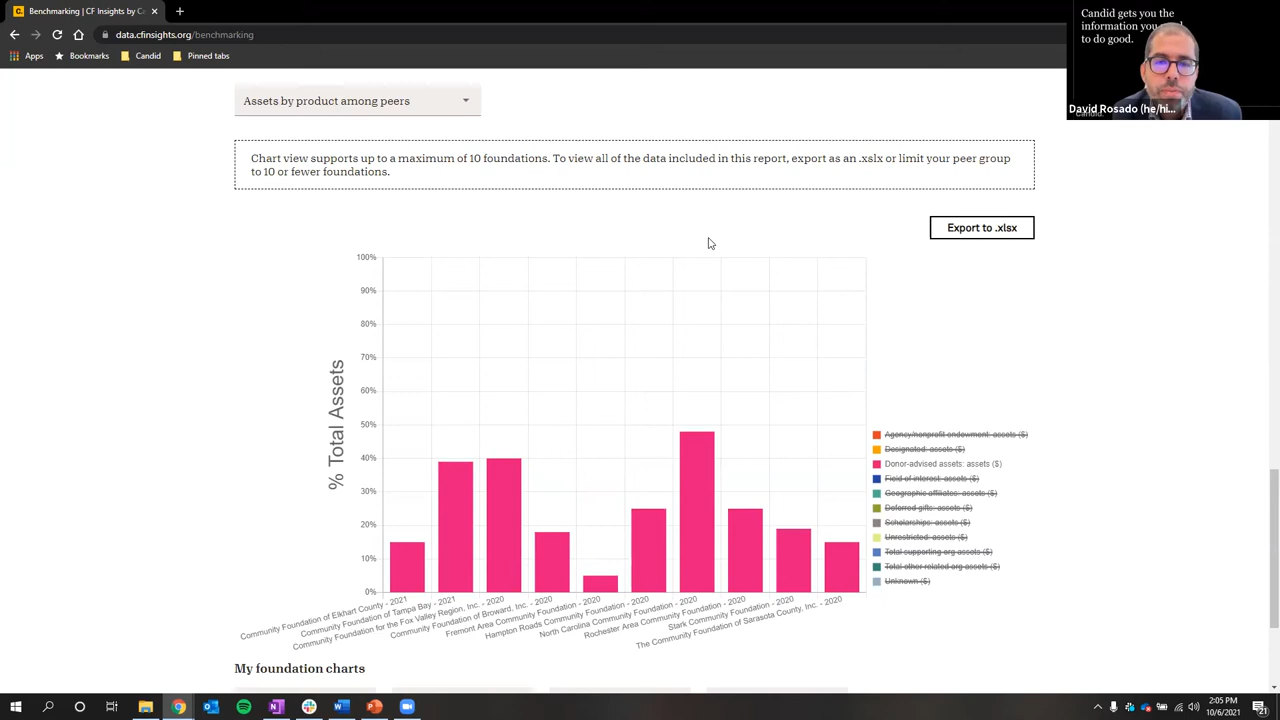 Benchmarking | CF Insights by C
data.cfinsights.org/benchmarking
Apps
Bookmarks
Candid
Pinned tabs
Candid gets you the
information you
to do good.
David Rosado (he/hi...
Assets by product among peers
Chart view supports up to a maximum of 10 foundations. To view all of the data included in this report, export as an .xslx or limit your peer group
to 10 or fewer foundations.
Export to .xlsx
% Total Assets
100%
90%
80%
70%
60%
50%
40%
30%
20%
10%
0%
Community Foundation of Elkhart County - 2021
Community Foundation of Tampa Bay - 2021
Community Foundation for the Fox Valley Region, Inc. - 2020
Community Foundation of Broward, Inc. - 2020
Fremont Area Community Foundation - 2020
Hampton Roads Community Foundation - 2020
North Carolina Community Foundation - 2020
Rochester Area Community Foundation - 2020
Stark Community Foundation - 2020
The Community Foundation of Sarasota County, Inc. - 2020
Agency/nonprofit endowment: assets ($)
Designated: assets ($)
Donor-advised assets: assets ($)
Field of interest: assets ($)
Geographic affiliates: assets ($)
Deferred gifts: assets ($)
Scholarships: assets ($)
Unrestricted: assets ($)
Total supporting org assets ($)
Total other related org assets ($)
Unknown ($)
My foundation charts
2:05 PM
10/6/2021
21